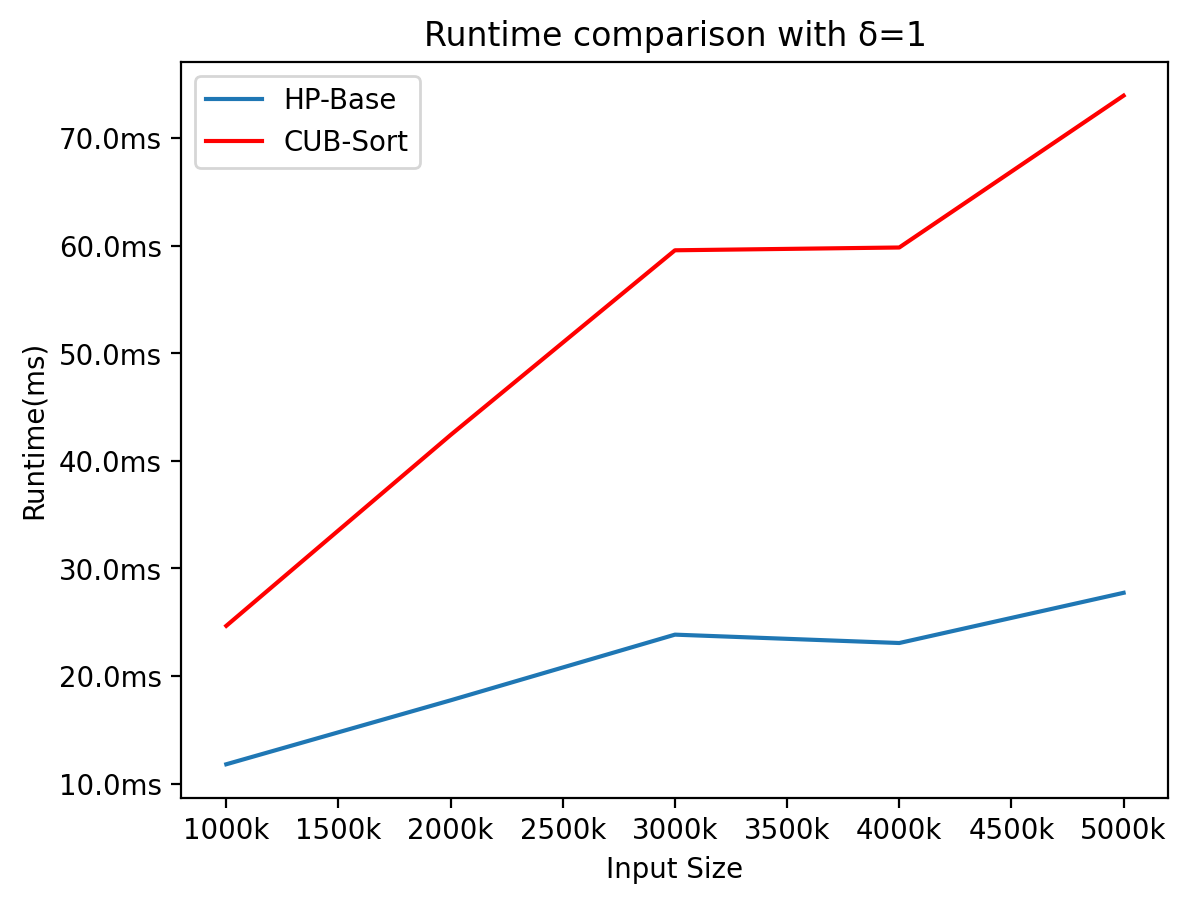 Runtime comparison with δ=1
HP-Base
CUB-Sort
70.0ms
60.0ms
50.0ms
40.0ms
30.0ms
20.0ms
10.0ms
Runtime(ms)
1000k 1500k 2000k 2500k 3000k 3500k 4000k 4500k 5000k
Input Size